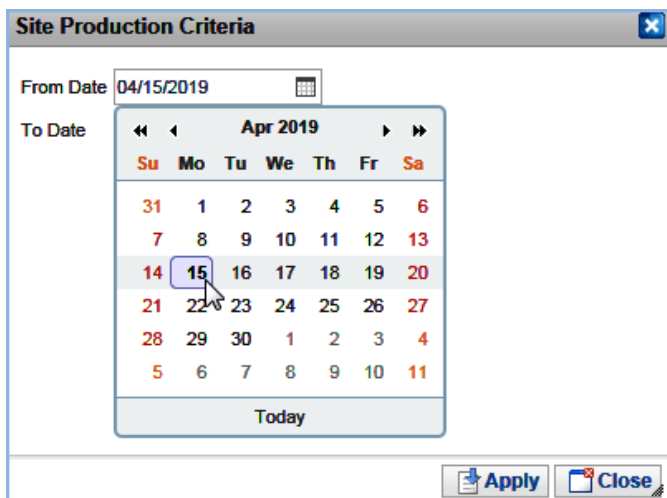 Site Production Criteria
From Date 04/15/2019
To Date
Apr 2019
Su Mo Tu We Th Fr Sa
31 1 2 3 4 5 6
7 8 9 10 11 12 13
14 15 16 17 18 19 20
21 22 23 24 25 26 27
28 29 30 1 2 3 4
5 6 7 8 9 10 11
Today
Apply Close